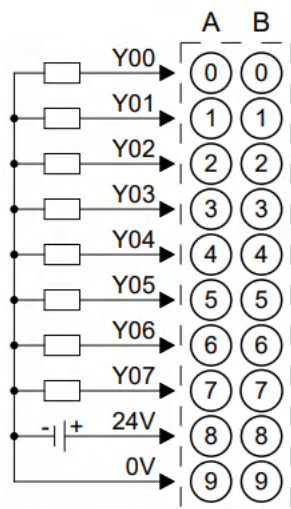 A B
Y00 0 0
Y01 1 1
Y02 2 2
Y03 3 3
Y04 4 4
Y05 5 5
Y06 6 6
Y07 7 7
- + 24V 8 8
0V 9 9